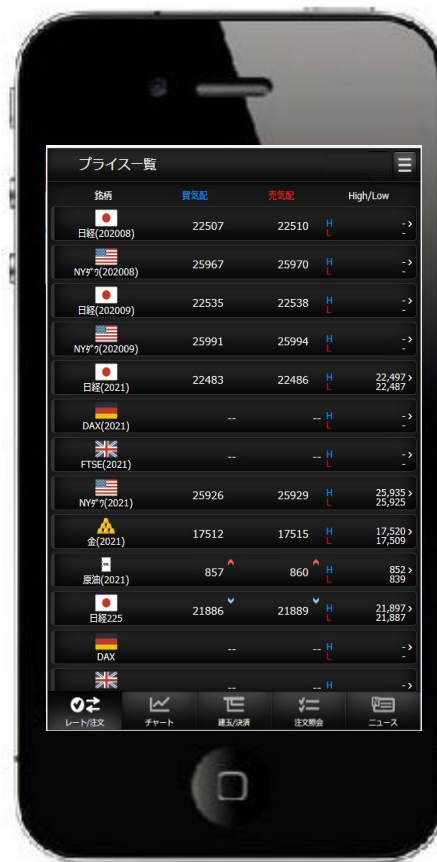 プライス一覧
銘柄 買気配 売気配 High/Low
日経(202008) 22507 22510 H L - > -
NYダウ(202008) 25967 25970 H L - > -
日経(202009) 22535 22538 H L - > -
NYダウ(202009) 25991 25994 H L - > -
日経(2021) 22483 22486 H L 22,497 > 22,487
DAX(2021) -- -- H L - > -
FTSE(2021) -- -- H L - > -
NYダウ(2021) 25926 25929 H L 25,935 > 25,925
金(2021) 17512 17515 H L 17,520 > 17,509
原油(2021) 857 860 H L 852 > 839
日経225 21886 21889 H L 21,897 > 21,887
DAX -- -- H L - > -
-- -- H - >
レート/注文 チャート 建玉/決済 注文照会 ニュース